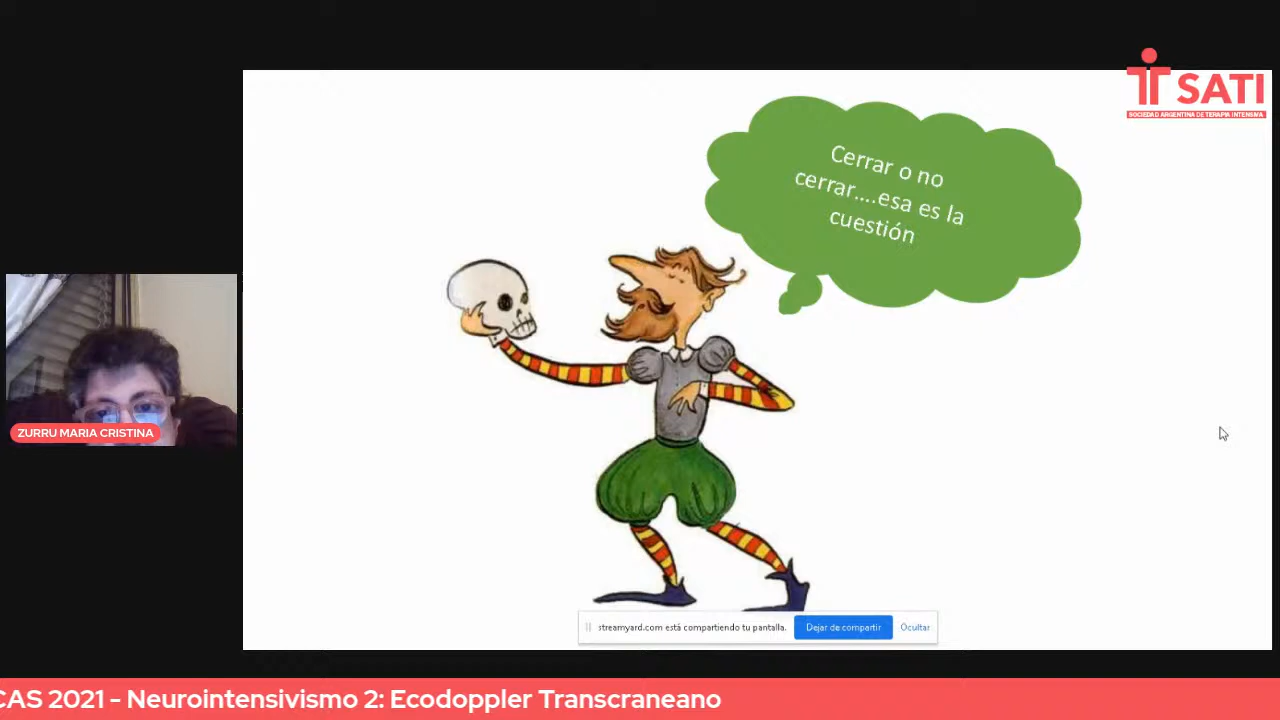 SATI
SOCIEDAD ARGENTINA DE TERAPIA INTENSIVA
Cerrar o no
cerrar....esa es la
cuestión
ZURRU MARIA CRISTINA
streamyard.com está compartiendo tu pantalla.
Dejar de compartir
Ocultar
CAS 2021 - Neurointensivismo 2: Ecodoppler Transcraneano